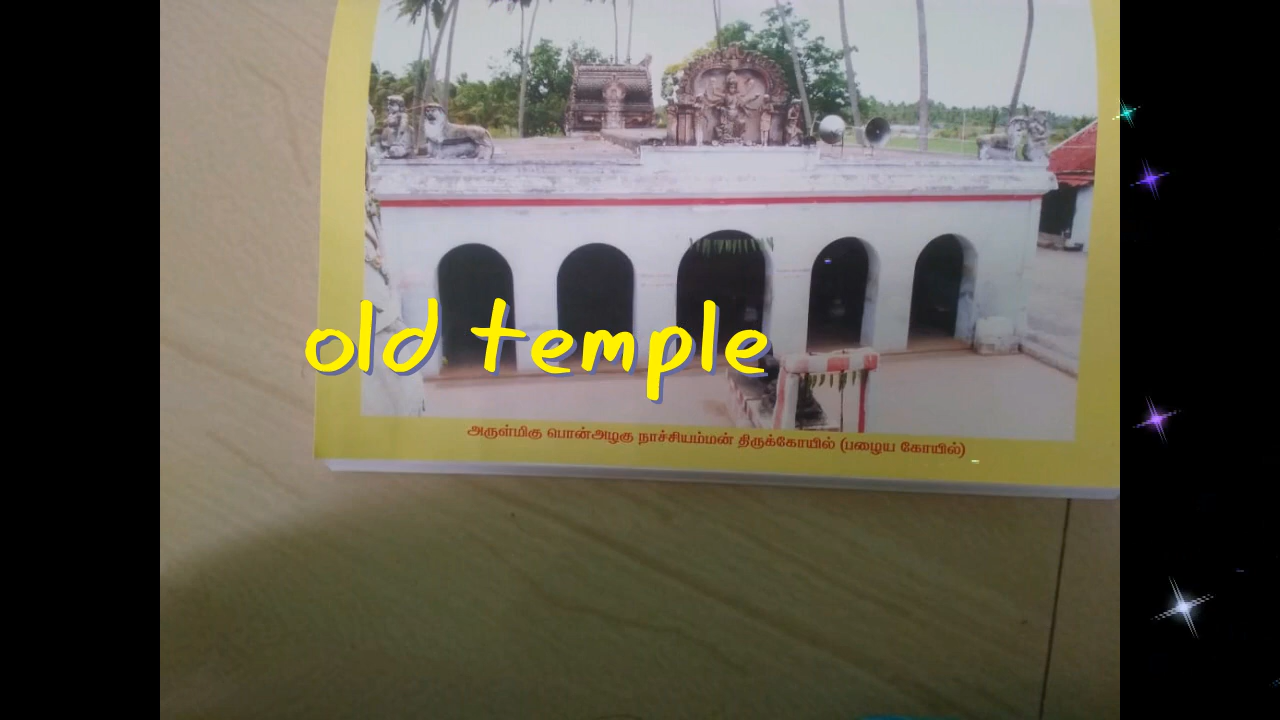 old temple
அருள்மிகு பொன்அழகு நாச்சியம்மன் திருக்கோயில் (பழைய கோயில்)